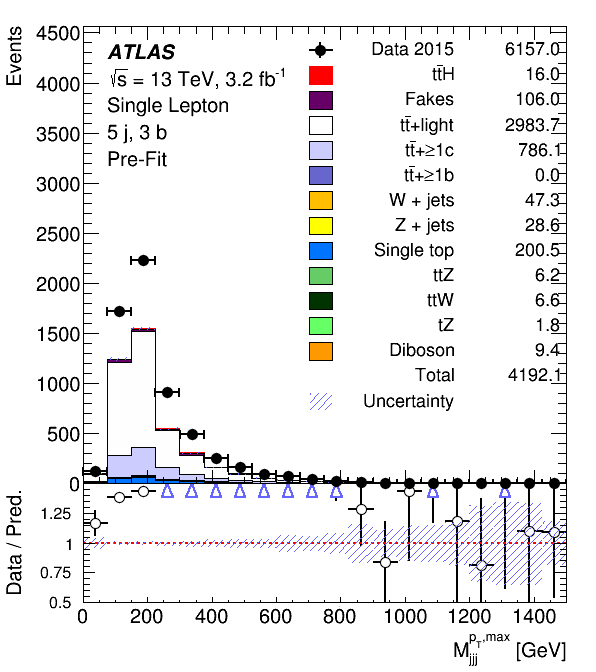 Events
4500
4000
3500
3000
2500
2000
1500
1000
500
0
ATLAS
√s = 13 TeV, 3.2 fb⁻¹
Single Lepton
5 j, 3 b
Pre-Fit
Data 2015 6157.0
tt̄H 16.0
Fakes 106.0
tt̄+light 2983.7
tt̄+≥1c 786.1
tt̄+≥1b 0.0
W + jets 47.3
Z + jets 28.6
Single top 200.5
ttZ 6.2
ttW 6.6
tZ 1.8
Diboson 9.4
Total 4192.1
Uncertainty
Data / Pred.
1.25
1
0.75
0.5
0 200 400 600 800 1000 1200 1400
M_jjj^{p_T,max} [GeV]